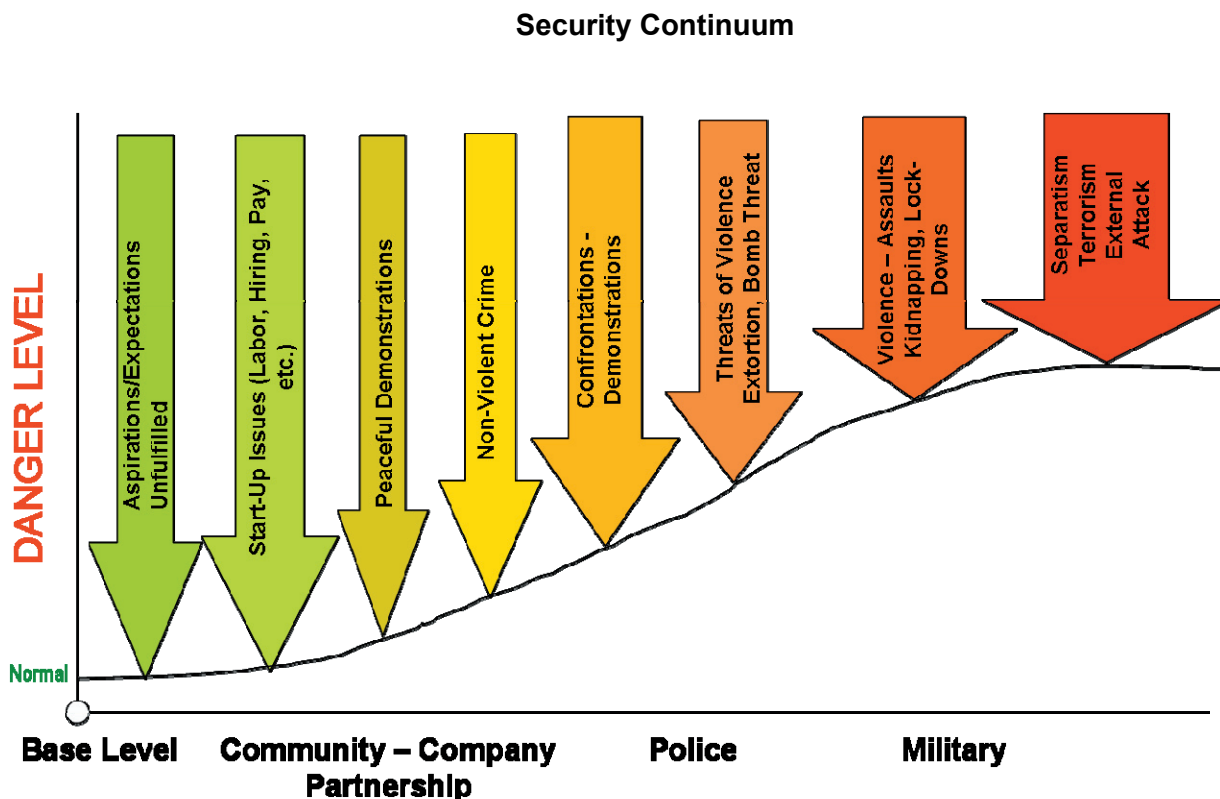 Security Continuum
DANGER LEVEL
Normal
Aspirations/Expectations
Unfulfilled
Start-Up Issues (Labor, Hiring, Pay,
etc.)
Peaceful Demonstrations
Non-Violent Crime
Confrontations -
Demonstrations
Threats of Violence
Extortion, Bomb Threat
Violence – Assaults
Kidnapping, Lock-
Downs
Separatism
Terrorism
External
Attack
Base Level
Community – Company
Partnership
Police
Military